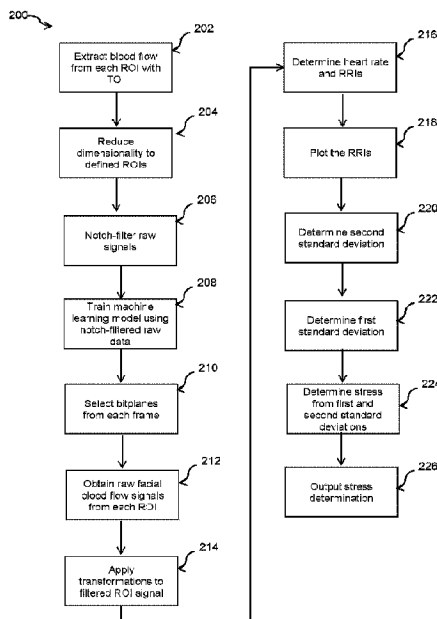 200
202
Extract blood flow
from each ROI with
TOI
204
Reduce
dimensionality to
defined ROIs
206
Notch-filter raw
signals
208
Train machine
learning model using
notch-filtered raw
data
210
Select bitplanes
from each frame
212
Obtain raw facial
blood flow signals
from each ROI
214
Apply
transformations to
filtered ROI signal
216
Determine heart rate
and RRIs
218
Plot the RRIs
220
Determine second
standard deviation
222
Determine first
standard deviation
224
Determine stress
from first and
second standard
deviations
226
Output stress
determination